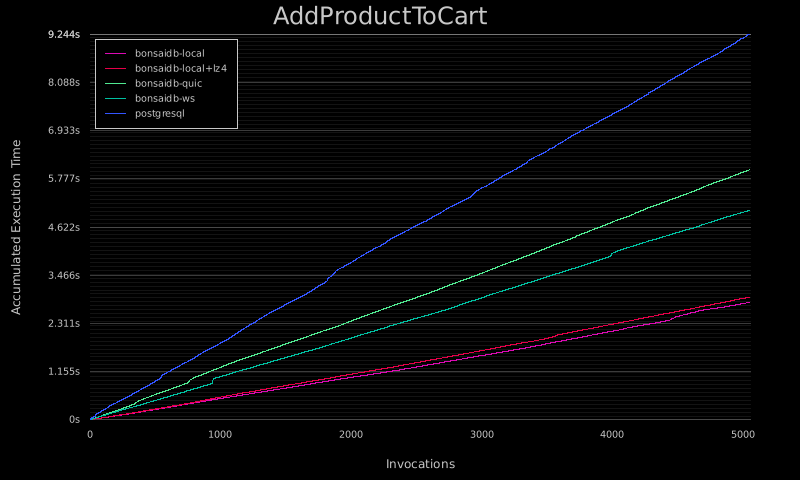 AddProductToCart
9.244s
8.088s
6.933s
5.777s
4.622s
3.466s
2.311s
1.155s
0s
Accumulated Execution Time
bonsaidb-local
bonsaidb-local+lz4
bonsaidb-quic
bonsaidb-ws
postgresql
0 1000 2000 3000 4000 5000
Invocations